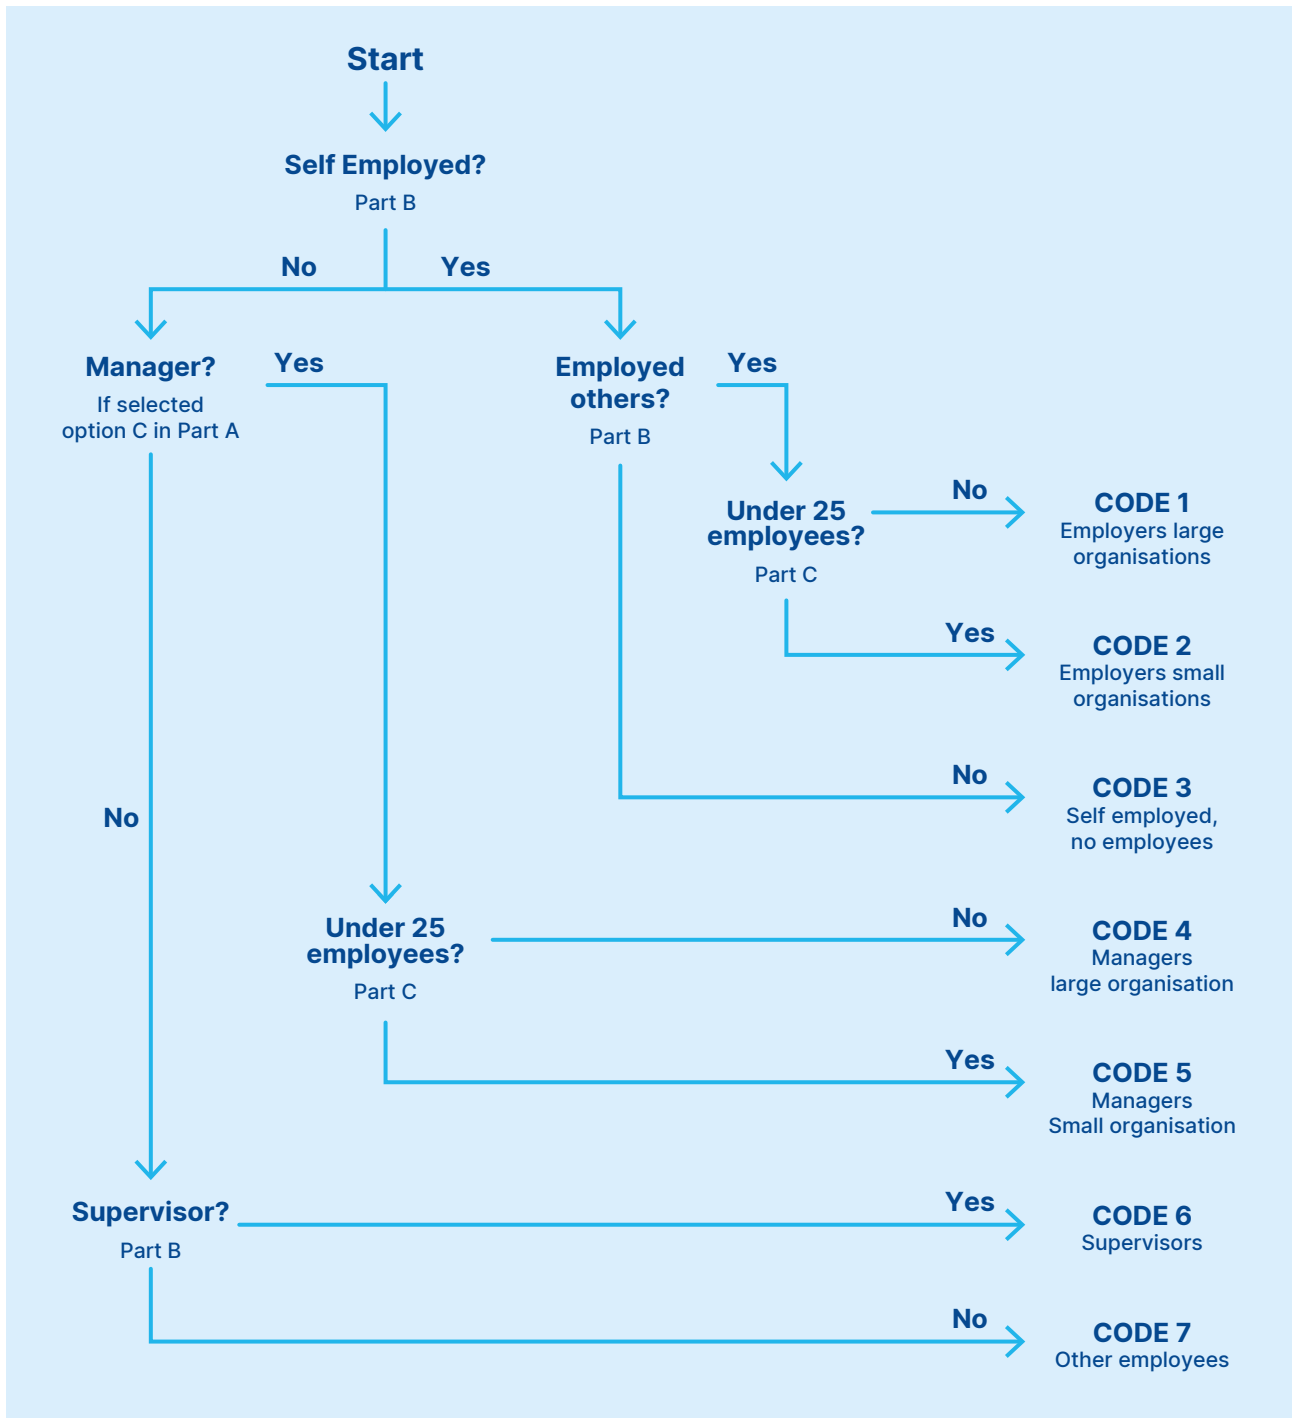 Start
Self Employed?
Part B
No
Yes
Manager?
If selected
option C in Part A
Yes
Employed
others?
Part B
Yes
Under 25
employees?
Part C
No
CODE 1
Employers large
organisations
Yes
CODE 2
Employers small
organisations
No
CODE 3
Self employed,
no employees
No
Under 25
employees?
Part C
No
CODE 4
Managers
large organisation
Yes
CODE 5
Managers
Small organisation
Supervisor?
Part B
Yes
CODE 6
Supervisors
No
CODE 7
Other employees